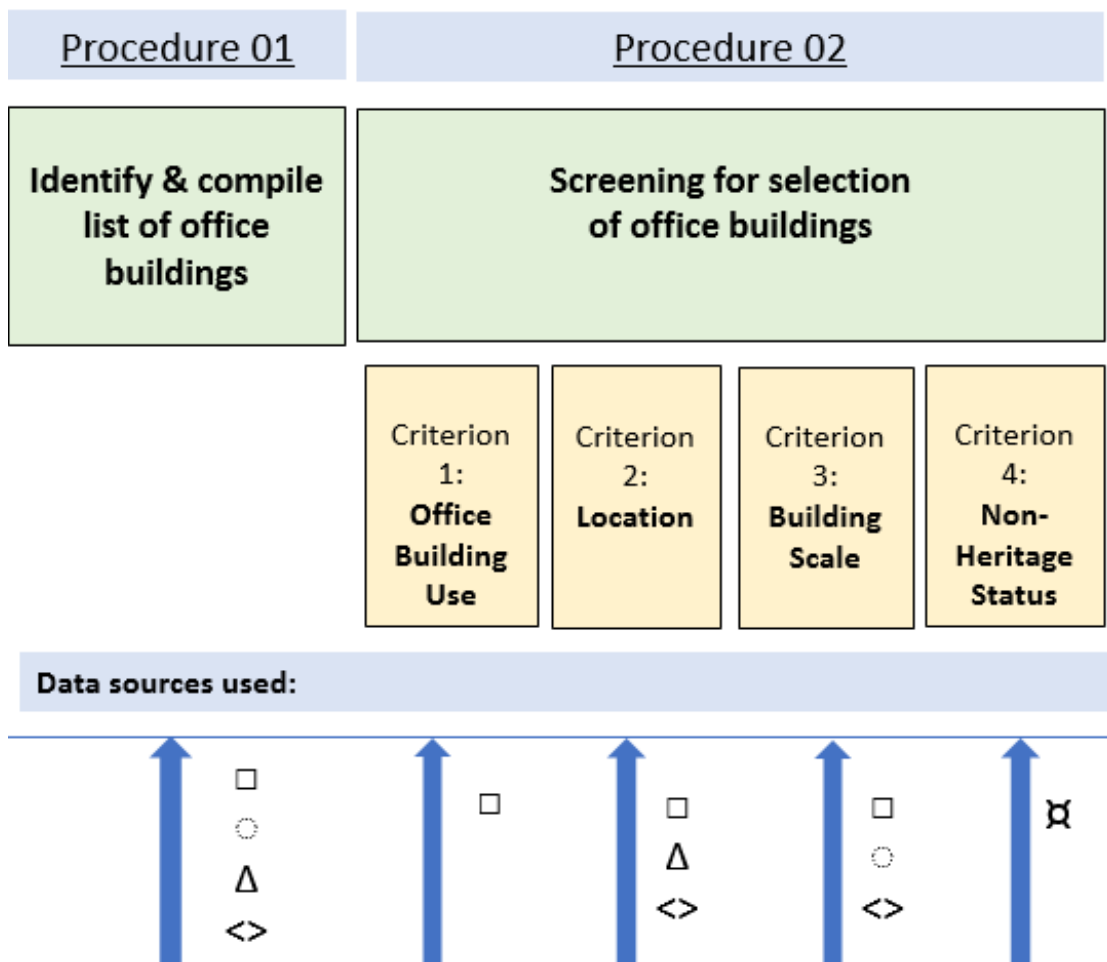 Procedure 01
Procedure 02
Identify & compile
list of office
buildings
Screening for selection
of office buildings
Criterion
1:
Office
Building
Use
Criterion
2:
Location
Criterion
3:
Building
Scale
Criterion
4:
Non-
Heritage
Status
Data sources used:
□
◌
Δ
<>
□
□
Δ
<>
□
◌
<>
¤